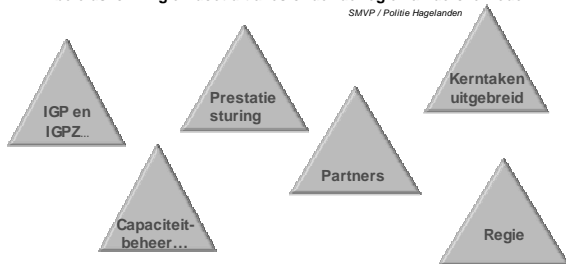 SMVP / Politie Hagelanden
Kerntaken
uitgebreid
Prestatie
sturing
IGP en
IGPZ...
Partners
Capaciteit-
beheer...
Regie